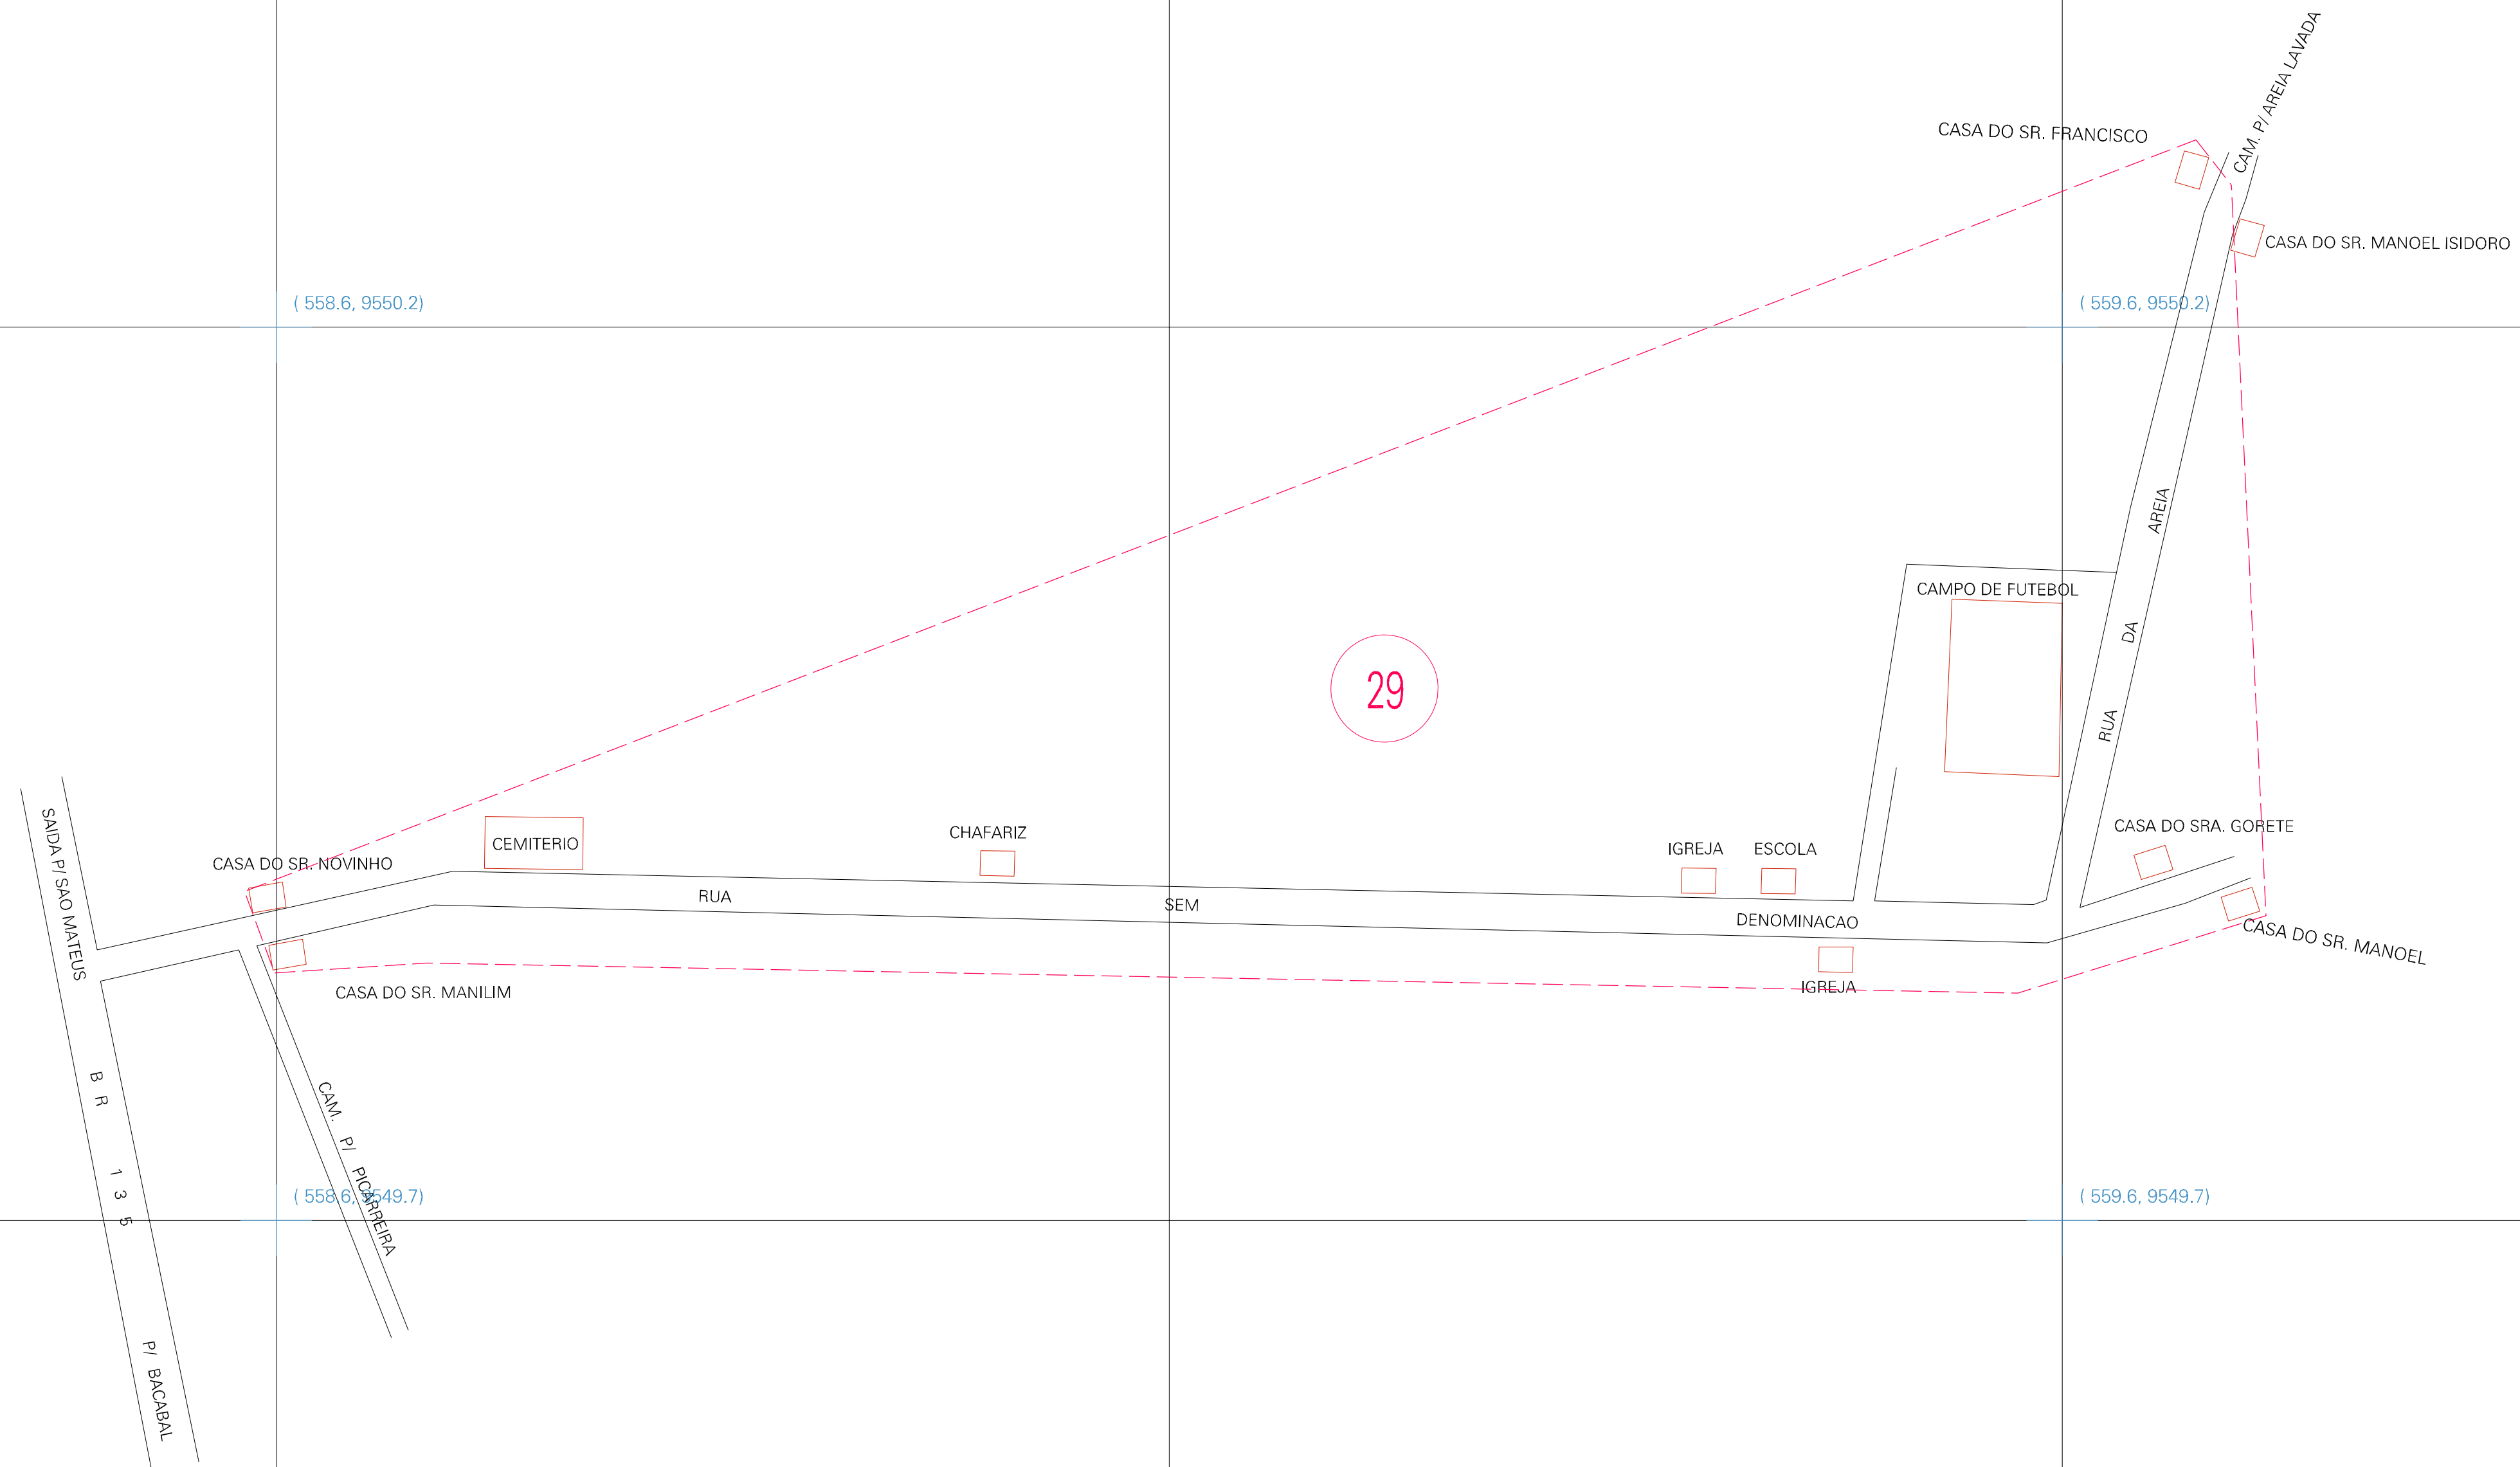 CAM. P/ AREIA LAVADA
CASA DO SR. FRANCISCO
CASA DO SR. MANOEL ISIDORO
( 558.6, 9550.2)
( 559.6, 9550.2)
CAMPO DE FUTEBOL
29
RUA DA AREIA
CASA DO SRA. GORETE
CHAFARIZ
CEMITERIO
IGREJA
ESCOLA
CASA DO SR. NOVINHO
SAIDA P/ SAO MATEUS
RUA SEM DENOMINACAO
CASA DO SR. MANOEL
IGREJA
CASA DO SR. MANILIM
BR 135
CAM. P/ PICARREIRA
( 558.6, 9549.7)
( 559.6, 9549.7)
P/ BACABAL